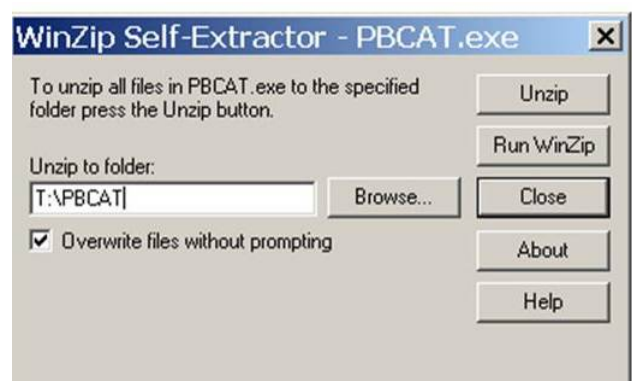 WinZip Self-Extractor - PBCAT.exe
To unzip all files in PBCAT.exe to the specified
folder press the Unzip button.
Unzip to folder:
T:\PBCAT
Browse...
Overwrite files without prompting
Unzip
Run WinZip
Close
About
Help